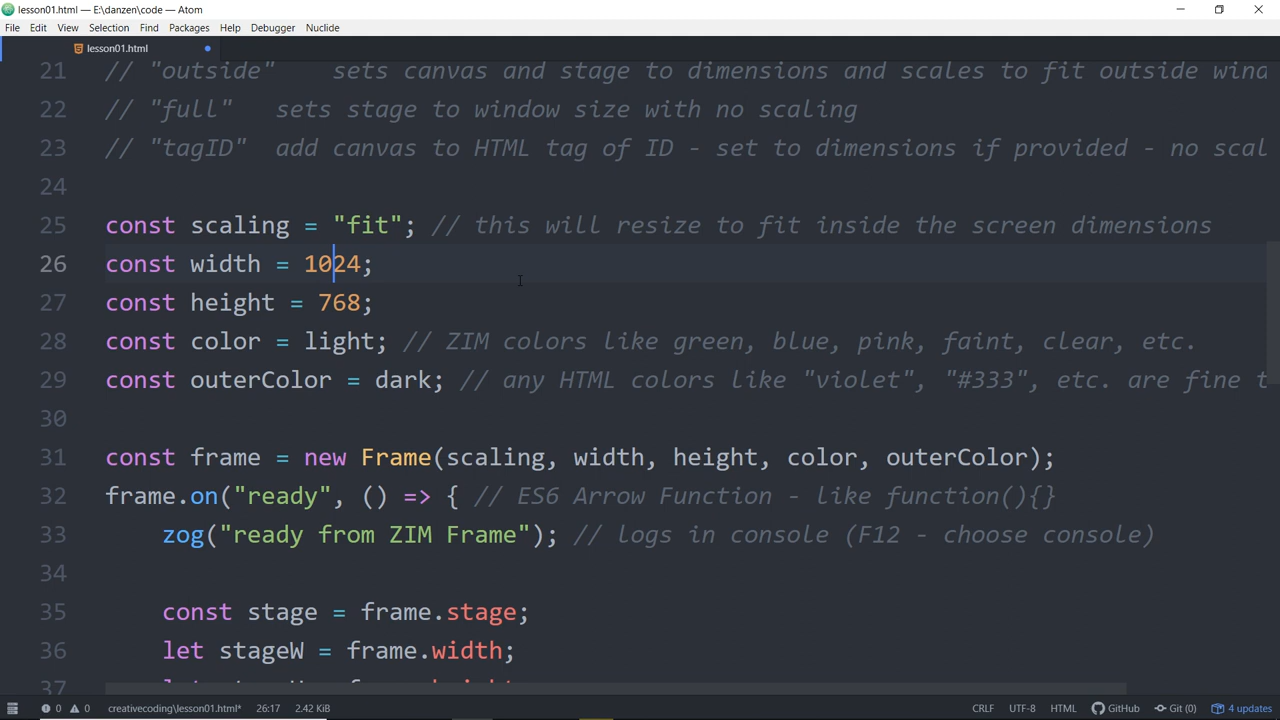 lesson01.html — E:\danzen\code — Atom
File Edit View Selection Find Packages Help Debugger Nuclide
lesson01.html
21 // "outside" sets canvas and stage to dimensions and scales to fit outside
22 // "full" sets stage to window size with no scaling
23 // "tagID" add canvas to HTML tag of ID - set to dimensions if provided - no
24
25 const scaling = "fit"; // this will resize to fit inside the screen dimensions
26 const width = 1024;
27 const height = 768;
28 const color = light; // ZIM colors like green, blue, pink, faint, clear, etc.
29 const outerColor = dark; // any HTML colors like "violet", "#333", etc. are fine
30
31 const frame = new Frame(scaling, width, height, color, outerColor);
32 frame.on("ready", () => { // ES6 Arrow Function - like function(){}
33 zog("ready from ZIM Frame"); // logs in console (F12 - choose console)
34
35 const stage = frame.stage;
36 let stageW = frame.width;
37
0 0 creativecoding\lesson01.html* 26:17 2.42 KiB CRLF UTF-8 HTML GitHub Git (0) 4 updates